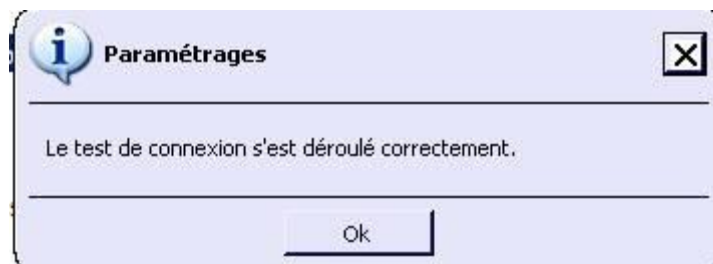 Paramétrages
Le test de connexion s'est déroulé correctement.
Ok